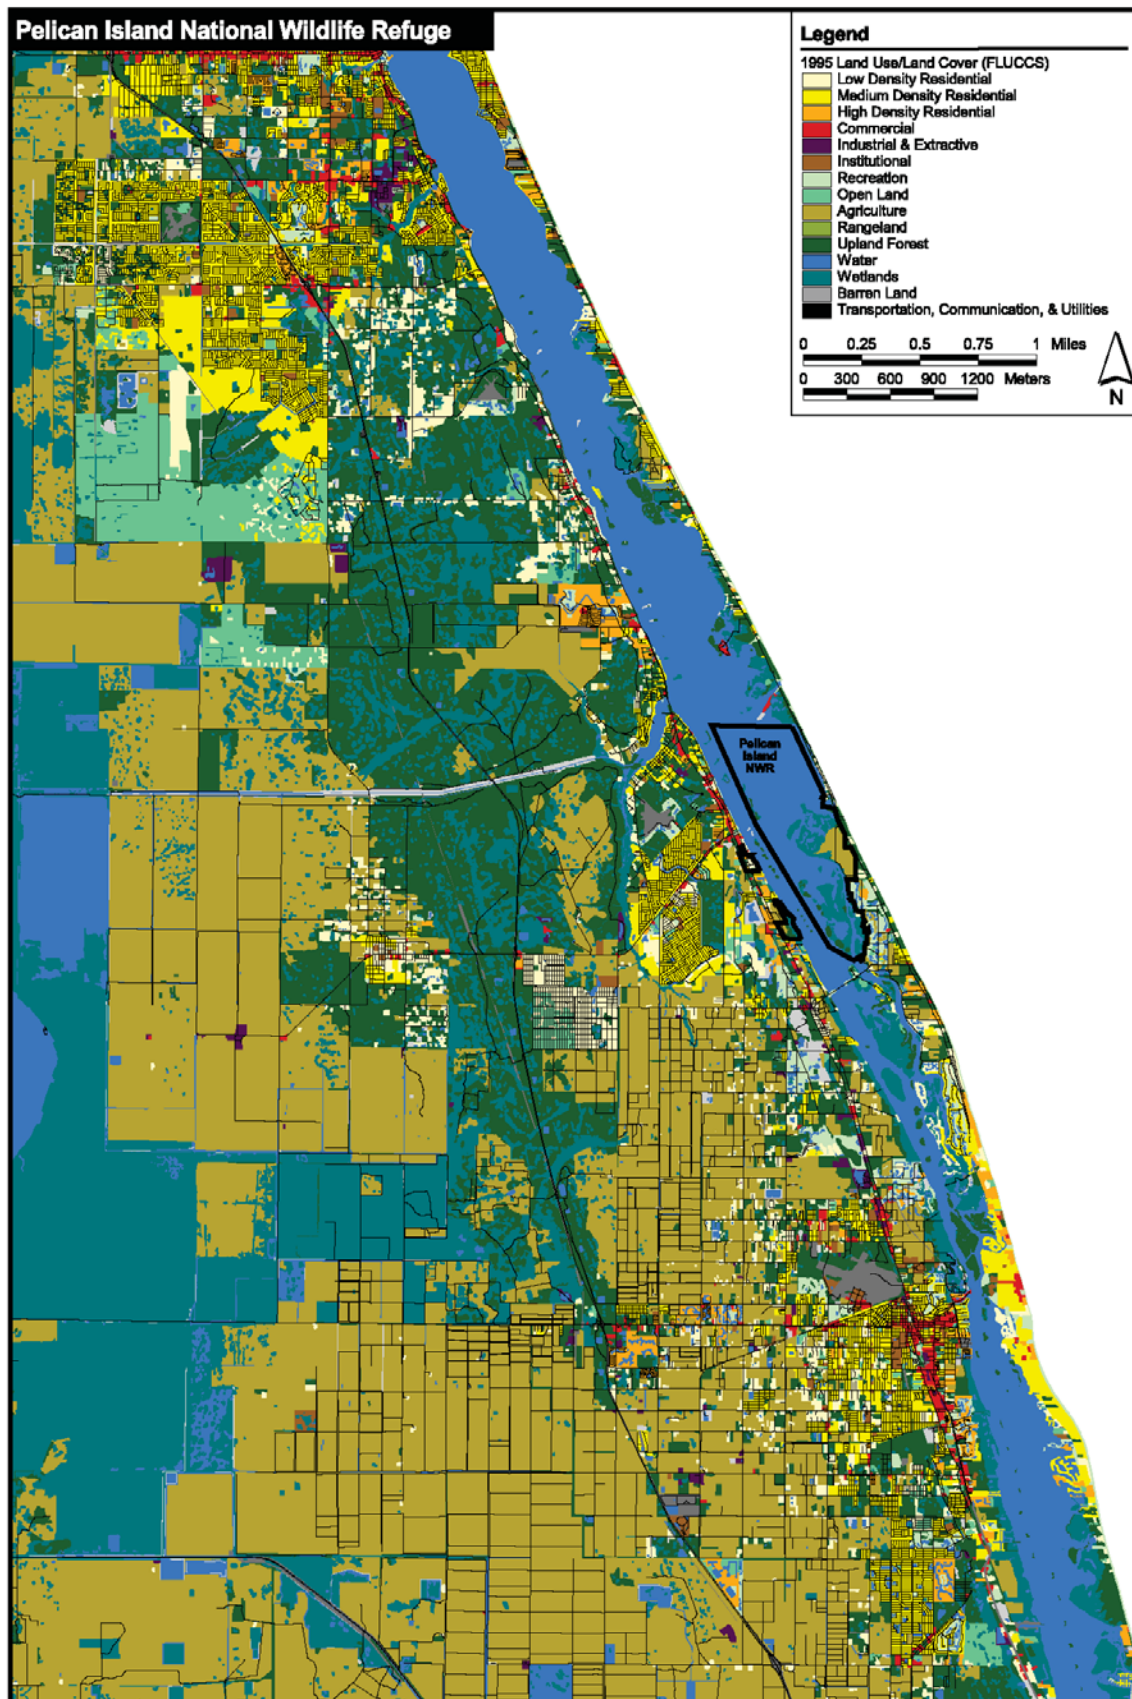 Pelican Island National Wildlife Refuge
Legend
1995 Land Use/Land Cover (FLUCCS)
Low Density Residential
Medium Density Residential
High Density Residential
Commercial
Industrial & Extractive
Institutional
Recreation
Open Land
Agriculture
Rangeland
Upland Forest
Water
Wetlands
Barren Land
Transportation, Communication, & Utilities
0 0.25 0.5 0.75 1 Miles
0 300 600 900 1200 Meters
N
Pelican
Island
NWR